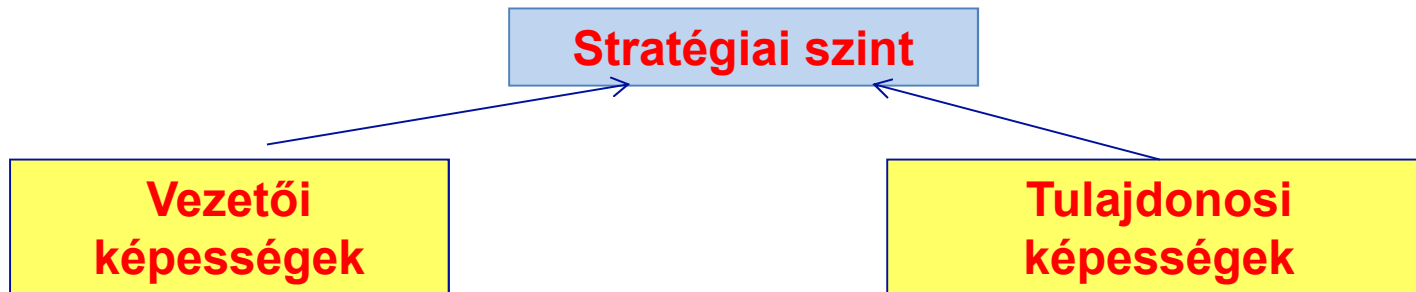 Stratégiai szint
Vezetői
képességek
Tulajdonosi
képességek